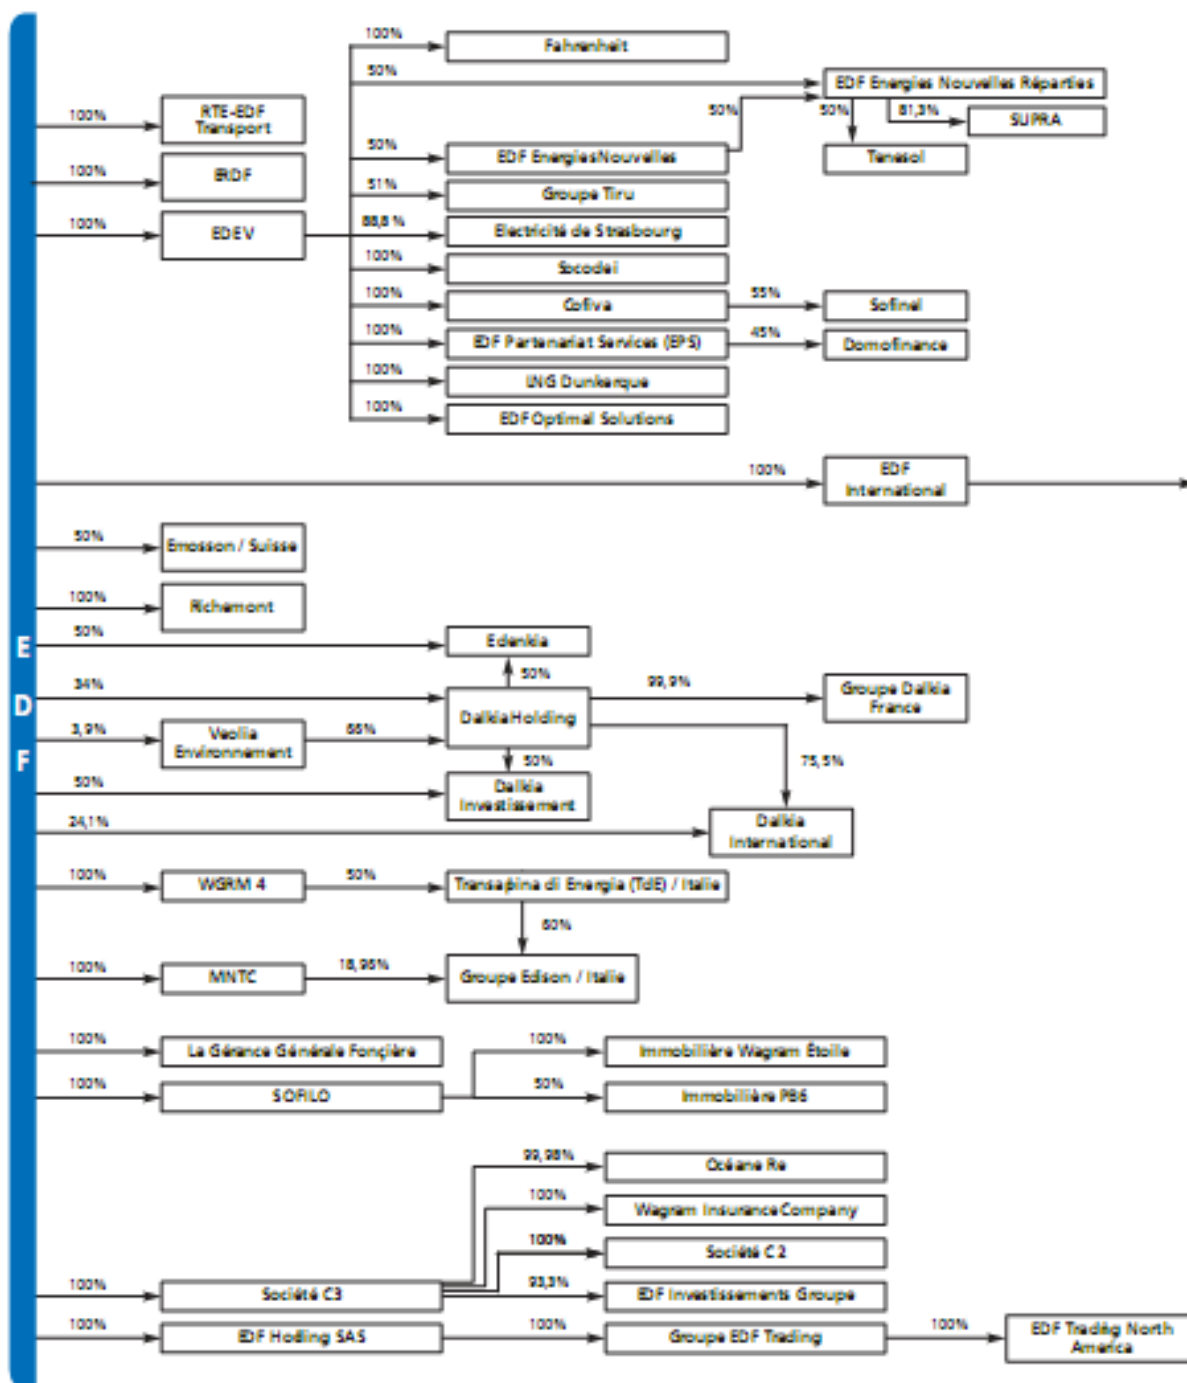 100%
Fahrenheit
50%
EDF Energies Nouvelles Réparties
100%
RTE-EDF
Transport
50%
50%
81,3%
SUPRA
50%
EDF Energies Nouvelles
Tenesol
100%
ERDF
51%
Groupe Tiru
100%
EDEV
88,8 %
Electricité de Strasbourg
100%
Socodei
100%
Cofiva
55%
Sofinel
100%
EDF Partenariat Services (EPS)
45%
Domofinance
100%
LNG Dunkerque
100%
EDF Optimal Solutions
100%
EDF
International
50%
Emosson / Suisse
100%
Richemont
50%
Edenkia
E
D
F
50%
34%
Dalkia Holding
99,9%
Groupe Dalkia
France
3,9%
Veolia
Environnement
66%
50%
75,5%
50%
Dalkia
Investissement
24,1%
Dalkia
International
100%
WGRM 4
50%
Transalpina di Energia (TdE) / Italie
60%
100%
MNTC
18,96%
Groupe Edison / Italie
100%
La Gérance Générale Fonçière
100%
Immobilière Wagram Étoile
100%
SOFILO
50%
Immobilière PB6
99,98%
Océane Re
100%
Wagram Insurance Company
100%
Société C 2
100%
Société C3
93,3%
EDF Investissements Groupe
100%
EDF Holding SAS
100%
Groupe EDF Trading
100%
EDF Trading North
America